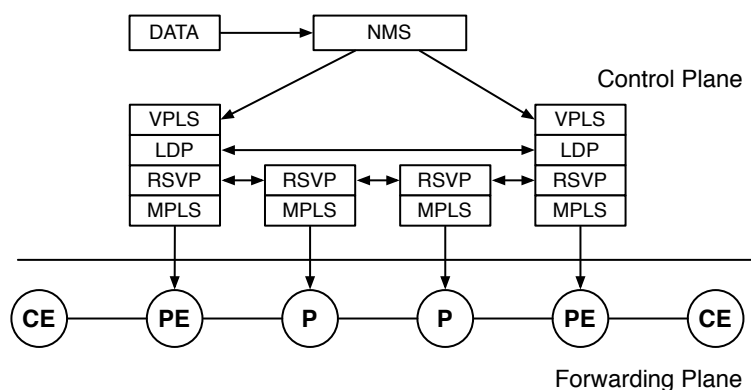 DATA
NMS
Control Plane
VPLS
VPLS
LDP
LDP
RSVP
RSVP
RSVP
RSVP
MPLS
MPLS
MPLS
MPLS
CE
PE
P
P
PE
CE
Forwarding Plane